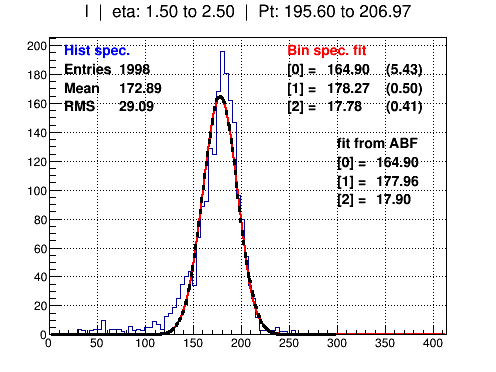 I | eta: 1.50 to 2.50 | Pt: 195.60 to 206.97
Hist spec.
Entries 1998
Mean 172.89
RMS 29.09
Bin spec. fit
[0] = 164.90 (5.43)
[1] = 178.27 (0.50)
[2] = 17.78 (0.41)
fit from ABF
[0] = 164.90
[1] = 177.96
[2] = 17.90
200
180
160
140
120
100
80
60
40
20
0
0 50 100 150 200 250 300 350 400